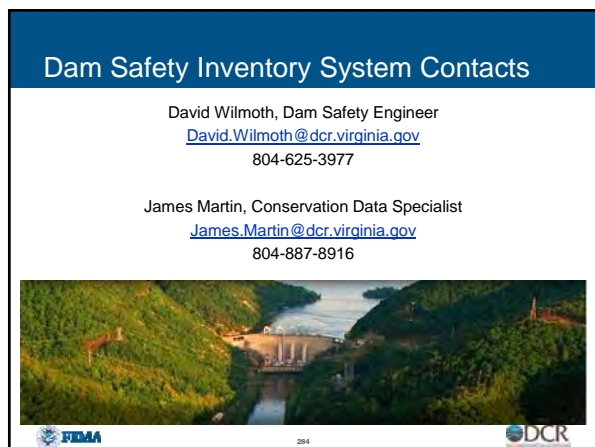 Dam Safety Inventory System Contacts
David Wilmoth, Dam Safety Engineer
David.Wilmoth@dcr.virginia.gov
804-625-3977
James Martin, Conservation Data Specialist
James.Martin@dcr.virginia.gov
804-887-8916
FEMA
284
DCR